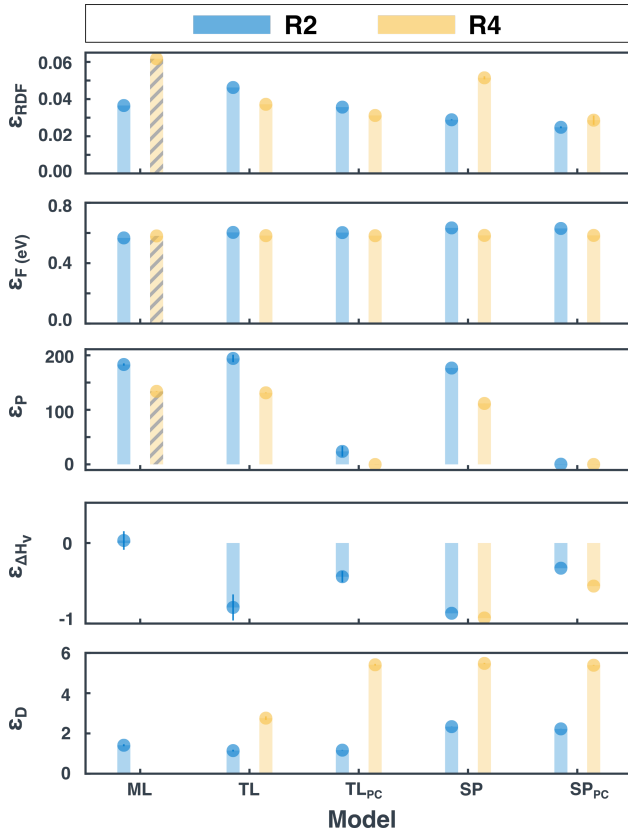 R2 R4
0.06
0.04
0.02
0.00
ε_RDF
0.8
0.4
0.0
ε_F (eV)
200
100
0
ε_P
0
-1
ε_ΔH_V
6
4
2
0
ε_D
ML TL TL_PC SP SP_PC
Model